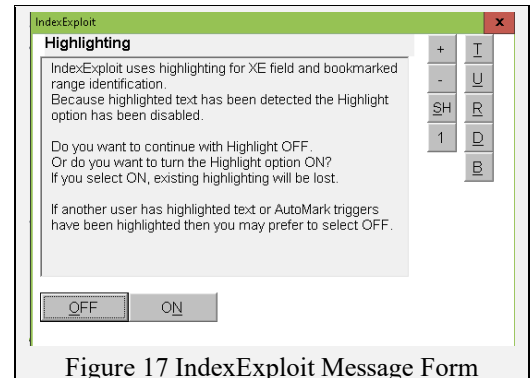 IndexExploit
x
Highlighting
IndexExploit uses highlighting for XE field and bookmarked
range identification.
Because highlighted text has been detected the Highlight
option has been disabled.
Do you want to continue with Highlight OFF.
Or do you want to turn the Highlight option ON?
If you select ON, existing highlighting will be lost.
If another user has highlighted text or AutoMark triggers
have been highlighted then you may prefer to select OFF.
+ T
- U
SH R
1 D
B
OFF ON
Figure 17 IndexExploit Message Form